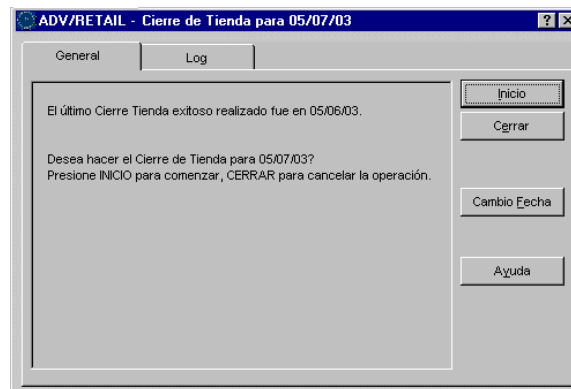 ADV/RETAIL - Cierre de Tienda para 05/07/03
General
Log
El último Cierre Tienda exitoso realizado fue en 05/06/03.
Desea hacer el Cierre de Tienda para 05/07/03?
Presione INICIO para comenzar, CERRAR para cancelar la operación.
Inicio
Cerrar
Cambio Fecha
Ayuda